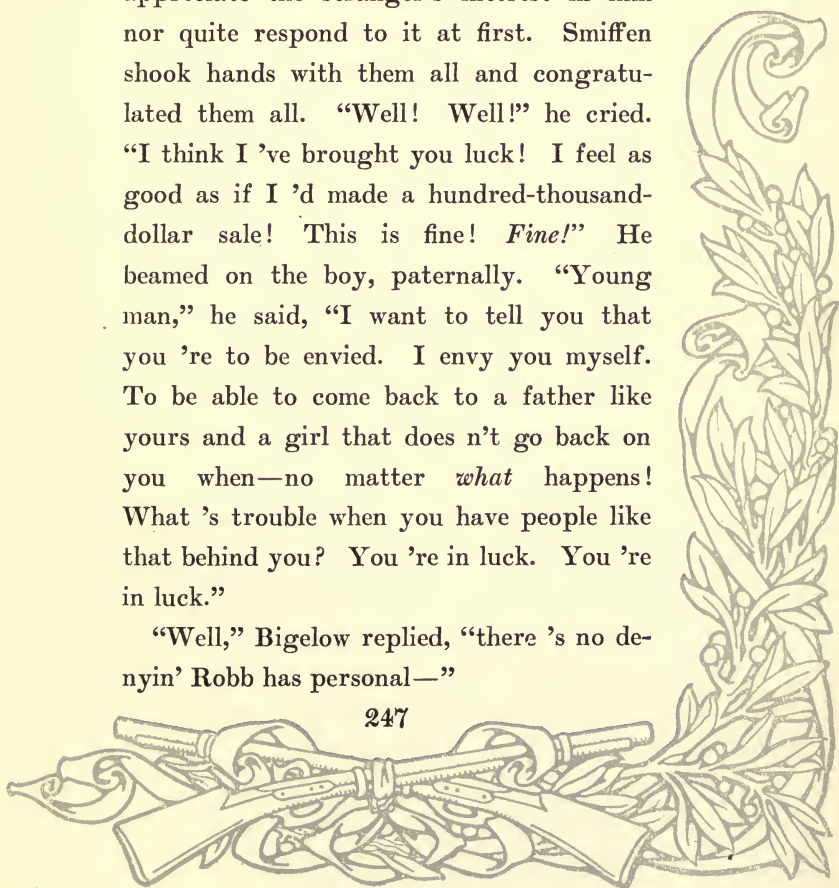 appreciate the stranger's interest in him
nor quite respond to it at first. Smiffen
shook hands with them all and congratu-
lated them all. “Well! Well!” he cried.
“I think I ’ve brought you luck! I feel as
good as if I ’d made a hundred-thousand-
dollar sale! This is fine! Fine!” He
beamed on the boy, paternally. “Young
man,” he said, “I want to tell you that
you ’re to be envied. I envy you myself.
To be able to come back to a father like
yours and a girl that does n’t go back on
you when—no matter what happens!
What ’s trouble when you have people like
that behind you? You ’re in luck. You ’re
in luck.”
“Well,” Bigelow replied, “there ’s no de-
nyin’ Robb has personal—”
247